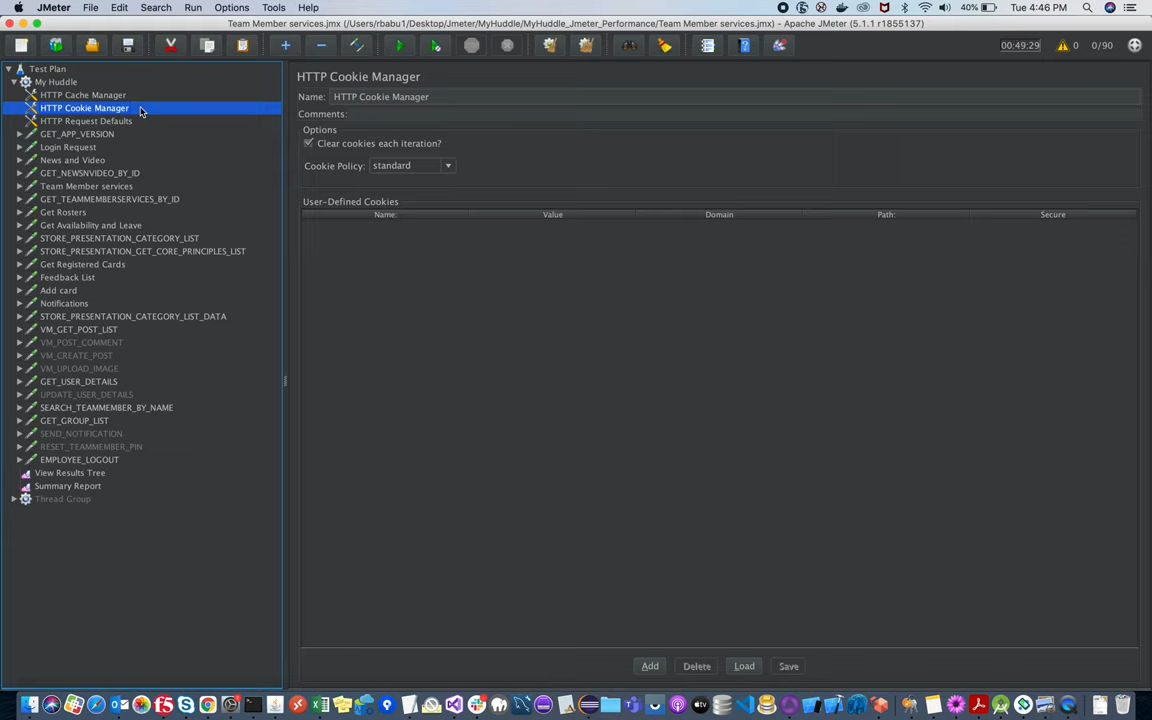 JMeter File Edit Search Run Options Tools Help 40% Tue 4:46 PM
Team Member services.jmx (/Users/rbabu1/Desktop/Jmeter/MyHuddle/MyHuddle_Jmeter_Performance/Team Member services.jmx) - Apache JMeter (5.1.1 r1855137)
00:49:29 0 0/90
Test Plan
My Huddle
HTTP Cache Manager
HTTP Cookie Manager
HTTP Request Defaults
GET_APP_VERSION
Login Request
News and Video
GET_NEWSNVIDEO_BY_ID
Team Member services
GET_TEAMMEMBERSERVICES_BY_ID
Get Rosters
Get Availability and Leave
STORE_PRESENTATION_CATEGORY_LIST
STORE_PRESENTATION_GET_CORE_PRINCIPLES_LIST
Get Registered Cards
Feedback List
Add card
Notifications
STORE_PRESENTATION_CATEGORY_LIST_DATA
VM_GET_POST_LIST
VM_POST_COMMENT
VM_CREATE_POST
VM_UPLOAD_IMAGE
GET_USER_DETAILS
UPDATE_USER_DETAILS
SEARCH_TEAMMEMBER_BY_NAME
GET_GROUP_LIST
SEND_NOTIFICATION
RESET_TEAMMEMBER_PIN
EMPLOYEE_LOGOUT
View Results Tree
Summary Report
Thread Group
HTTP Cookie Manager
Name: HTTP Cookie Manager
Comments:
Options
Clear cookies each iteration?
Cookie Policy: standard
User-Defined Cookies
Name: Value Domain Path: Secure
Add Delete Load Save